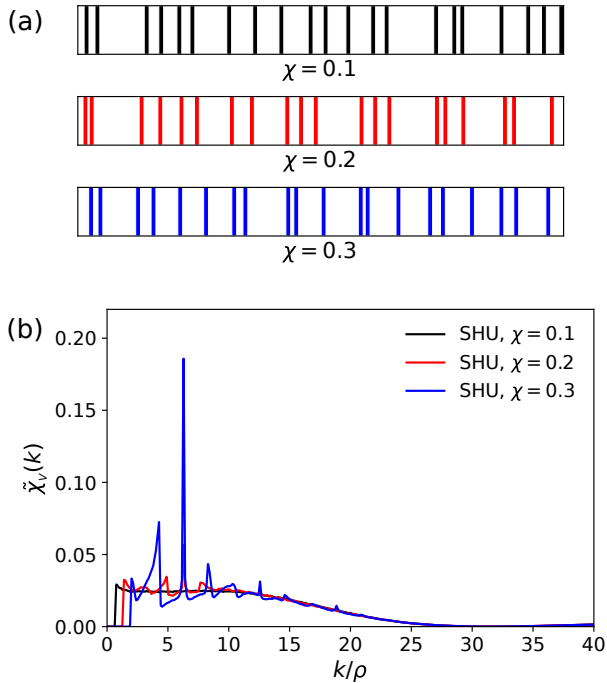 (a)
χ = 0.1
χ = 0.2
χ = 0.3
(b)
0.20
0.15
0.10
0.05
0.00
χ̃ᵥ(k)
SHU, χ = 0.1
SHU, χ = 0.2
SHU, χ = 0.3
0 5 10 15 20 25 30 35 40
k/ρ